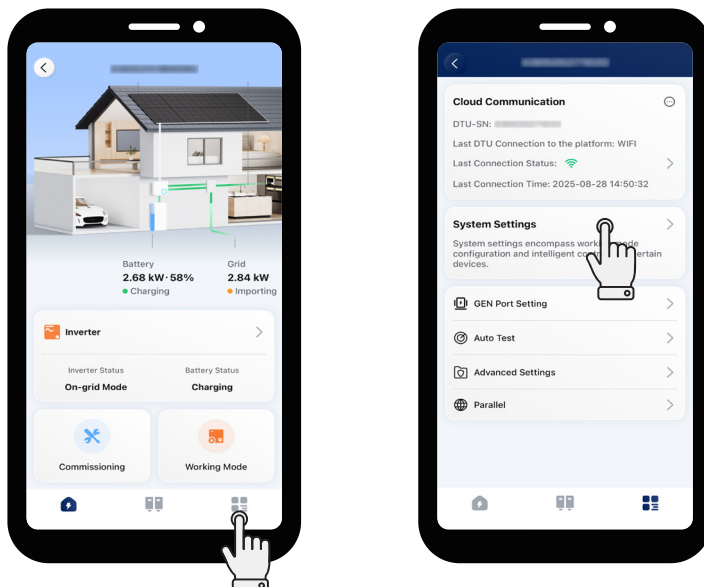 Battery
2.68 kW·58%
Charging
Grid
2.84 kW
Importing
Inverter
Inverter Status
On-grid Mode
Battery Status
Charging
Commissioning
Working Mode
Cloud Communication
DTU-SN:
Last DTU Connection to the platform: WIFI
Last Connection Status:
Last Connection Time: 2025-08-28 14:50:32
System Settings
System settings encompass working mode
configuration and intelligent certain
devices.
GEN Port Setting
Auto Test
Advanced Settings
Parallel